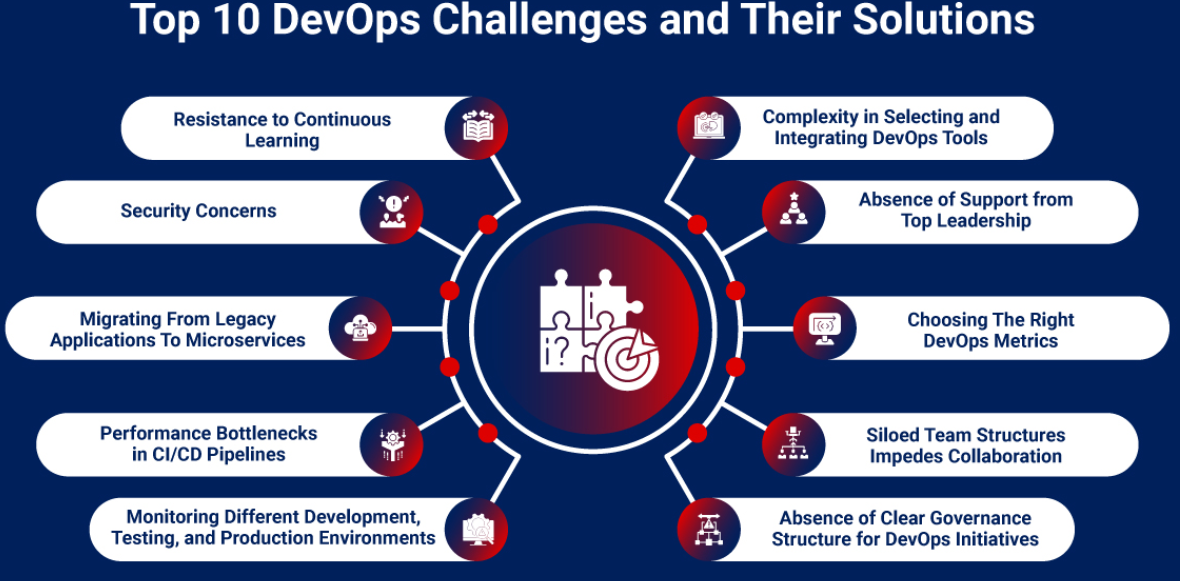 Top 10 DevOps Challenges and Their Solutions
Resistance to Continuous
Learning
Security Concerns
Migrating From Legacy
Applications To Microservices
Performance Bottlenecks
in CI/CD Pipelines
Monitoring Different Development,
Testing, and Production Environments
Complexity in Selecting and
Integrating DevOps Tools
Absence of Support from
Top Leadership
Choosing The Right
DevOps Metrics
Siloed Team Structures
Impedes Collaboration
Absence of Clear Governance
Structure for DevOps Initiatives